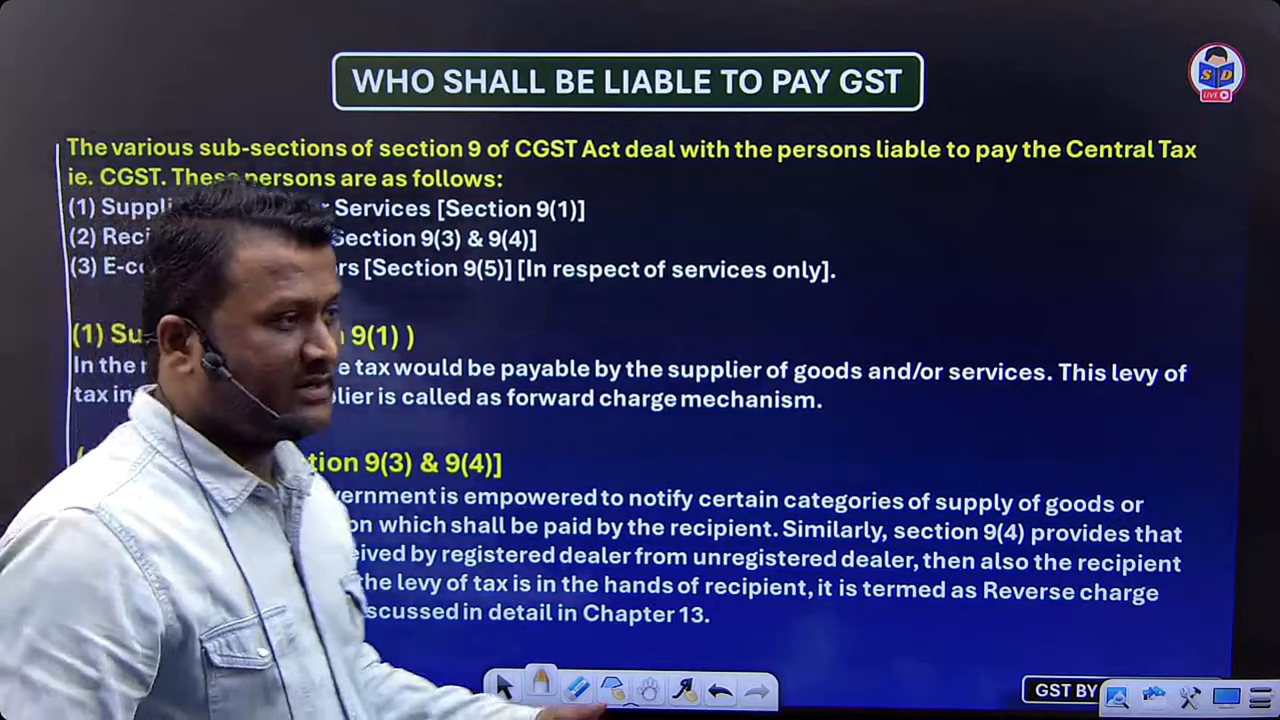 WHO SHALL BE LIABLE TO PAY GST
S D
LIVE
The various sub-sections of section 9 of CGST Act deal with the persons liable to pay the Central Tax
ie. CGST. These persons are as follows:
(1) Suppli Services [Section 9(1)]
(2) Reci Section 9(3) & 9(4)]
(3) E-co rs [Section 9(5)] [In respect of services only].
(1) Su 9(1) )
In the tax would be payable by the supplier of goods and/or services. This levy of
tax in lier is called as forward charge mechanism.
tion 9(3) & 9(4)]
vernment is empowered to notify certain categories of supply of goods or
on which shall be paid by the recipient. Similarly, section 9(4) provides that
eived by registered dealer from unregistered dealer, then also the recipient
the levy of tax is in the hands of recipient, it is termed as Reverse charge
scussed in detail in Chapter 13.
GST BY